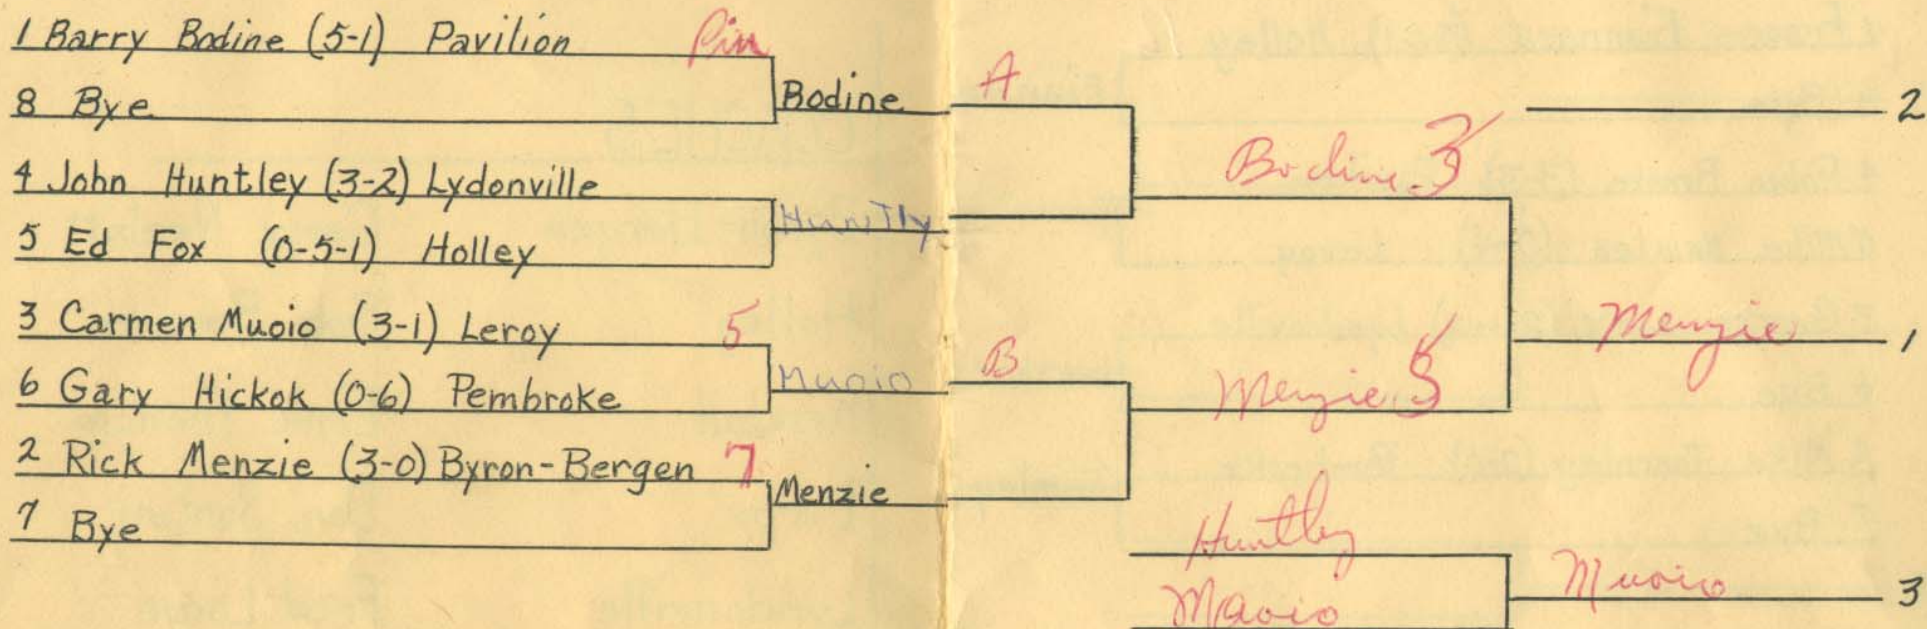 1 Barry Bodine (5-1) Pavilion Pin
8 Bye
Bodine A
4 John Huntley (3-2) Lydonville
5 Ed Fox (0-5-1) Holley
Huntly
3 Carmen Muoio (3-1) Leroy 5
6 Gary Hickok (0-6) Pembroke
Muoio B
2 Rick Menzie (3-0) Byron-Bergen 7
7 Bye
Menzie
Bodine 3
Menzie 5
2
Menzie 1
Huntley
Muoio
Muoio 3